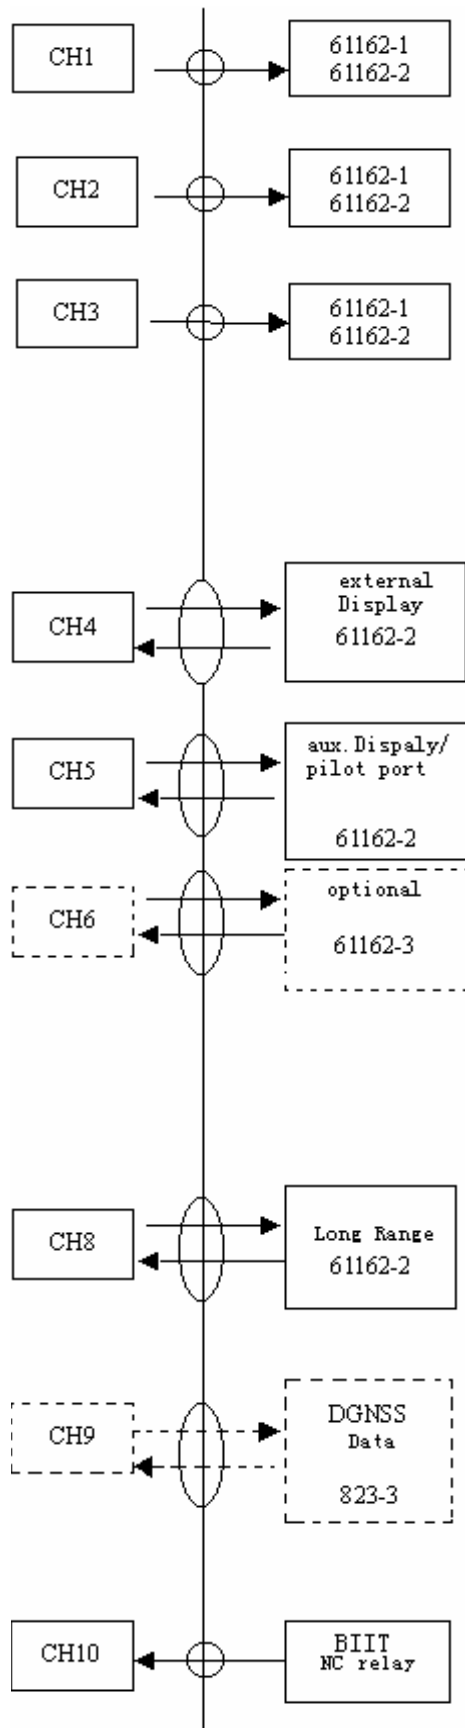 CH1
61162-1
61162-2
CH2
61162-1
61162-2
CH3
61162-1
61162-2
CH4
external
Display
61162-2
CH5
aux.Dispaly/
pilot port
61162-2
CH6
optional
61162-3
CH8
Long Range
61162-2
CH9
DGNSS
Data
823-3
CH10
BIIT
NC relay